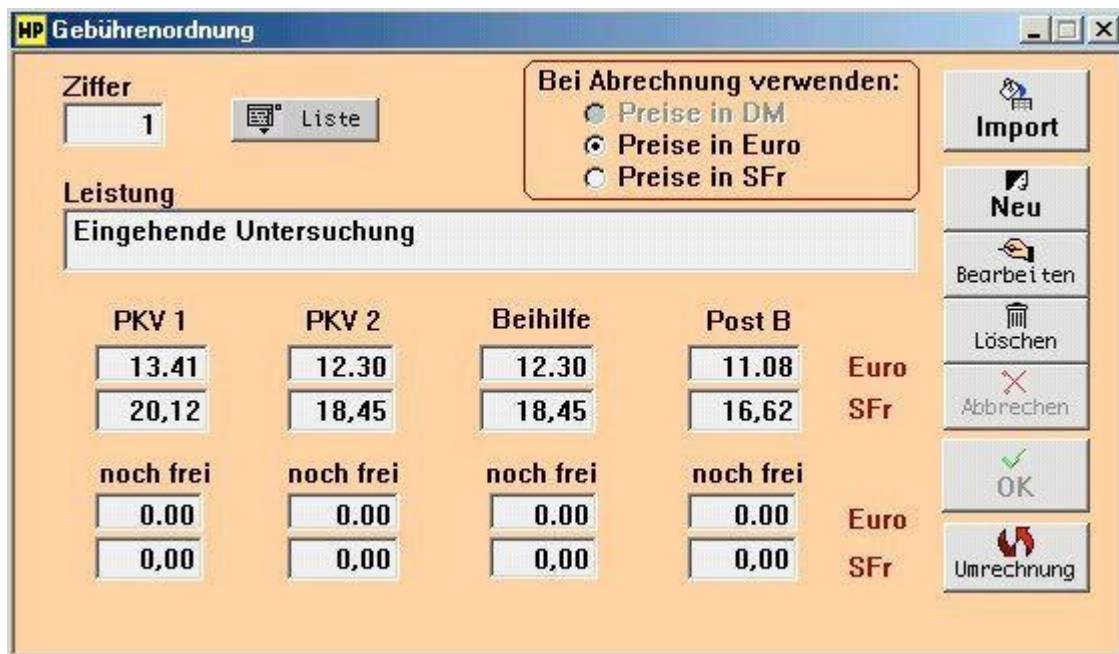 HP Gebührenordnung
Ziffer
1
Liste
Bei Abrechnung verwenden:
Preise in DM
Preise in Euro
Preise in SFr
Import
Leistung
Eingehende Untersuchung
Neu
Bearbeiten
Löschen
Abbrechen
OK
Umrechnung
PKV 1 PKV 2 Beihilfe Post B
13.41 12.30 12.30 11.08 Euro
20,12 18,45 18,45 16,62 SFr
noch frei noch frei noch frei noch frei
0.00 0.00 0.00 0.00 Euro
0,00 0,00 0,00 0,00 SFr